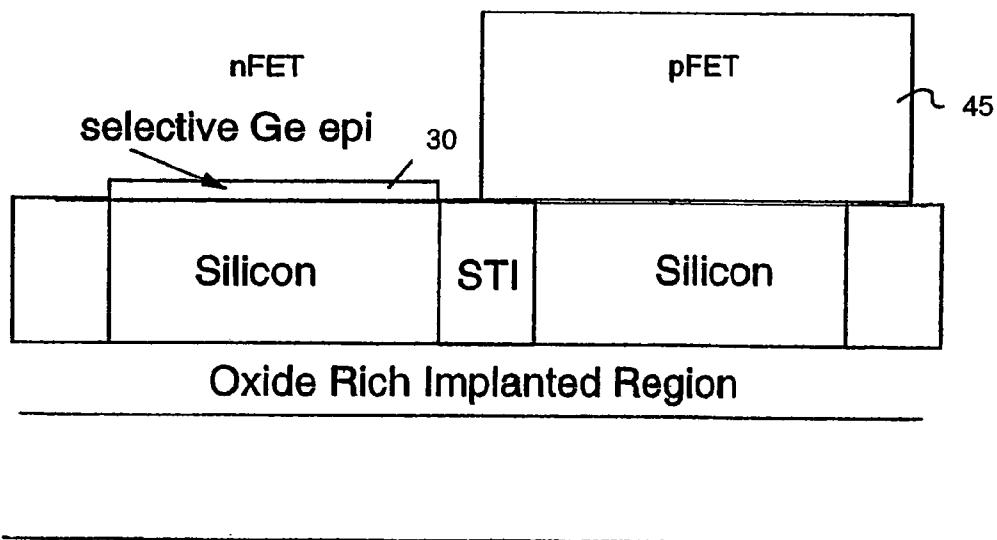 nFET
pFET
selective Ge epi
30
45
Silicon
STI
Silicon
Oxide Rich Implanted Region